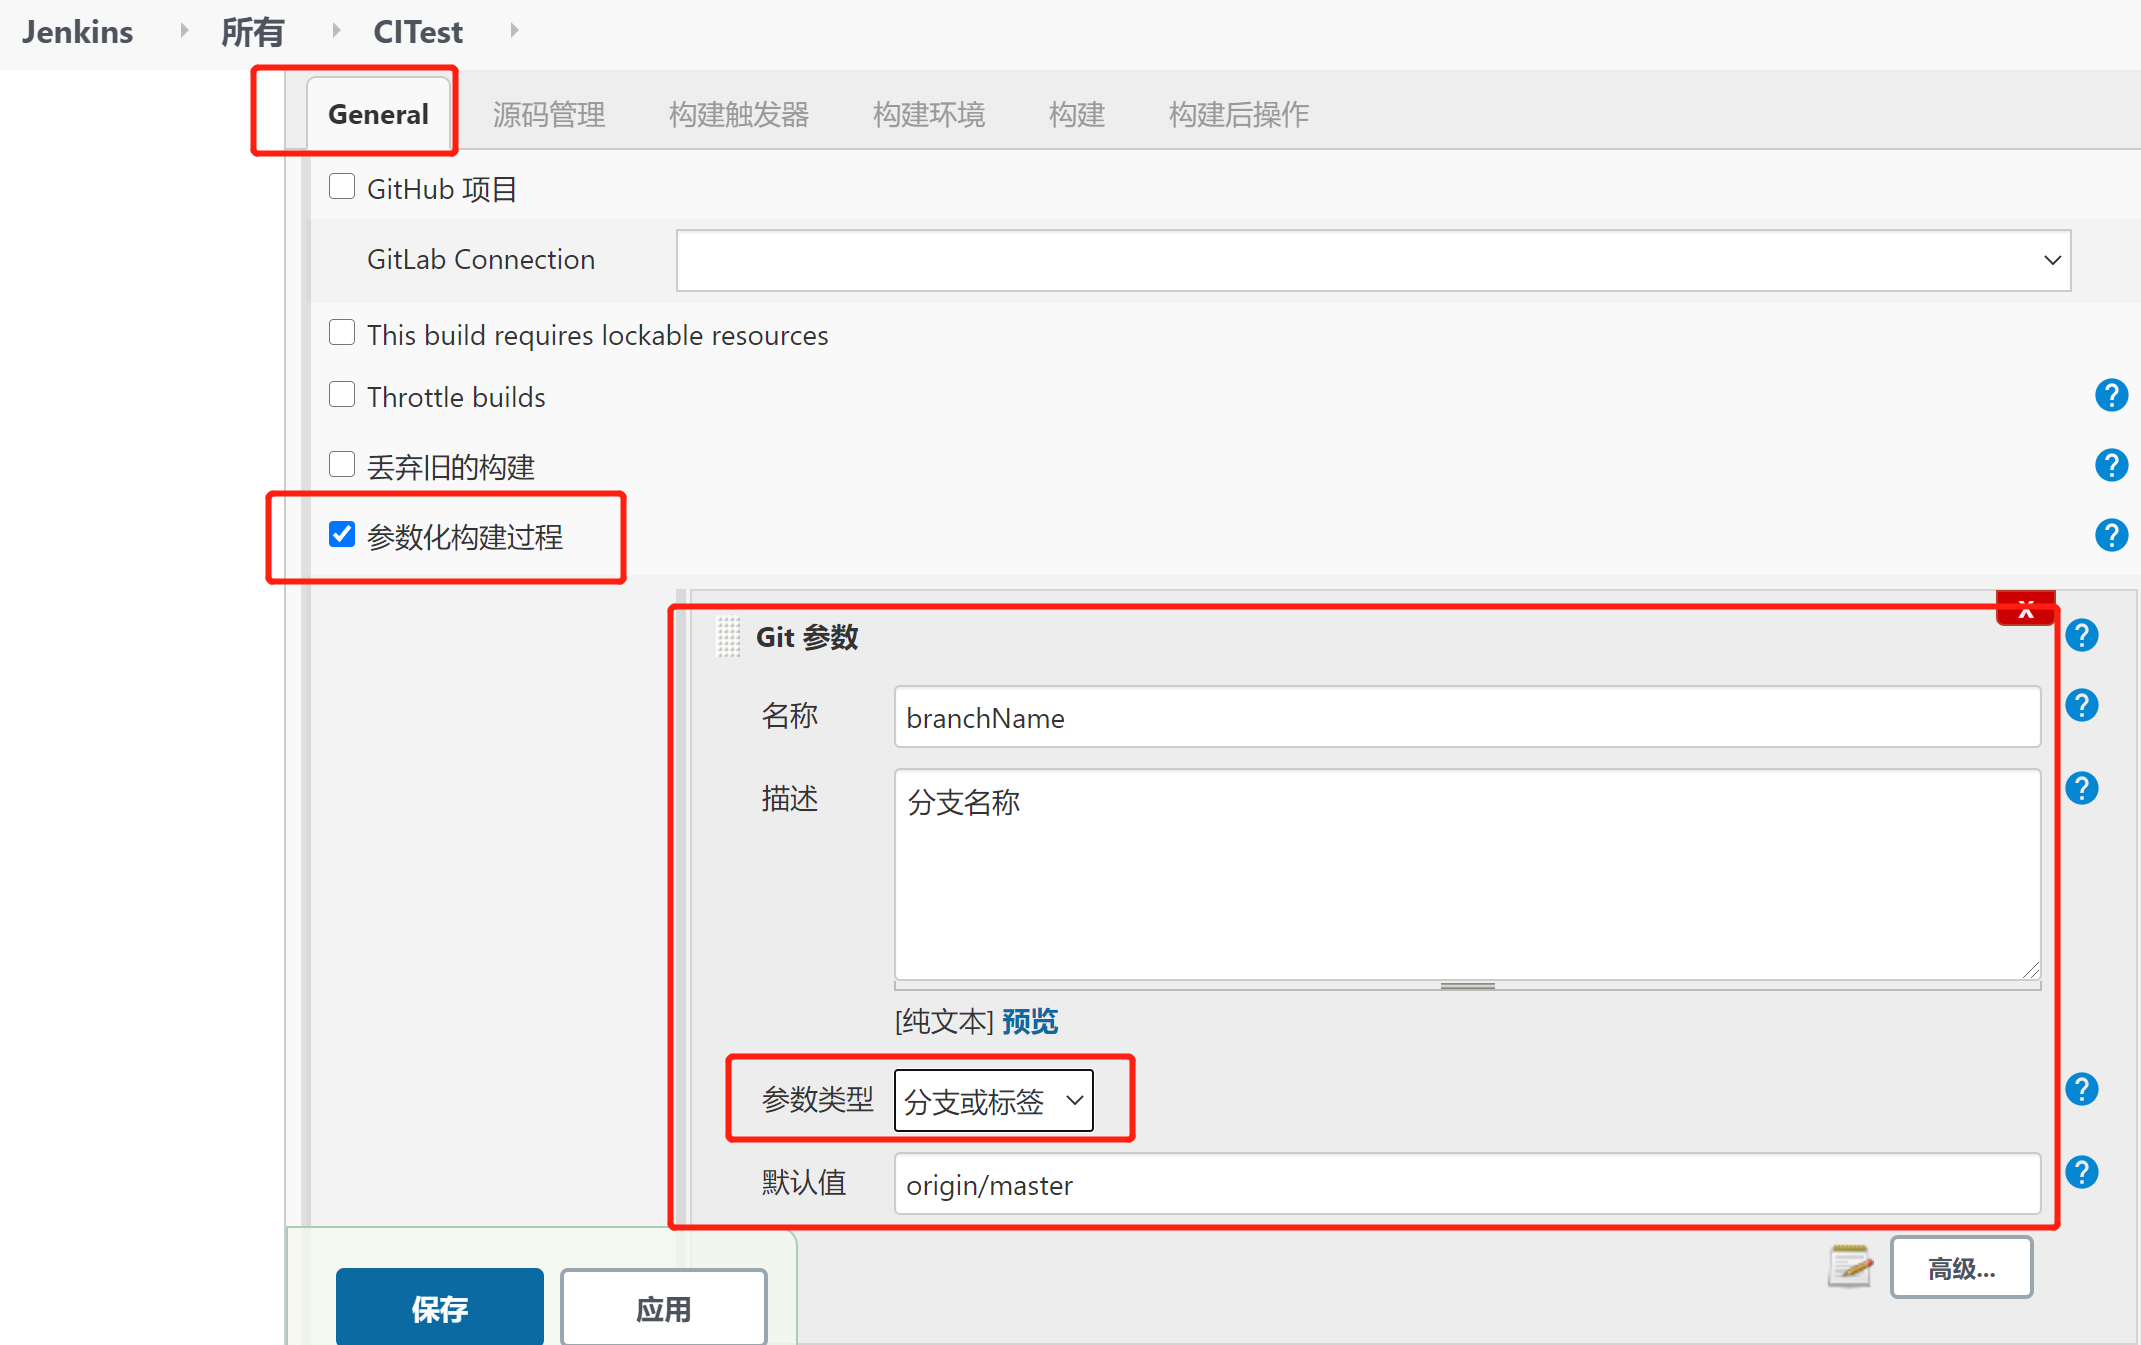 Jenkins 所有 CITest
General 源码管理 构建触发器 构建环境 构建 构建后操作
GitHub 项目
GitLab Connection
This build requires lockable resources
Throttle builds
?
丢弃旧的构建
?
参数化构建过程
?
X
Git 参数
?
名称 branchName
?
描述 分支名称
?
[纯文本] 预览
参数类型 分支或标签
?
默认值 origin/master
?
高级...
保存 应用